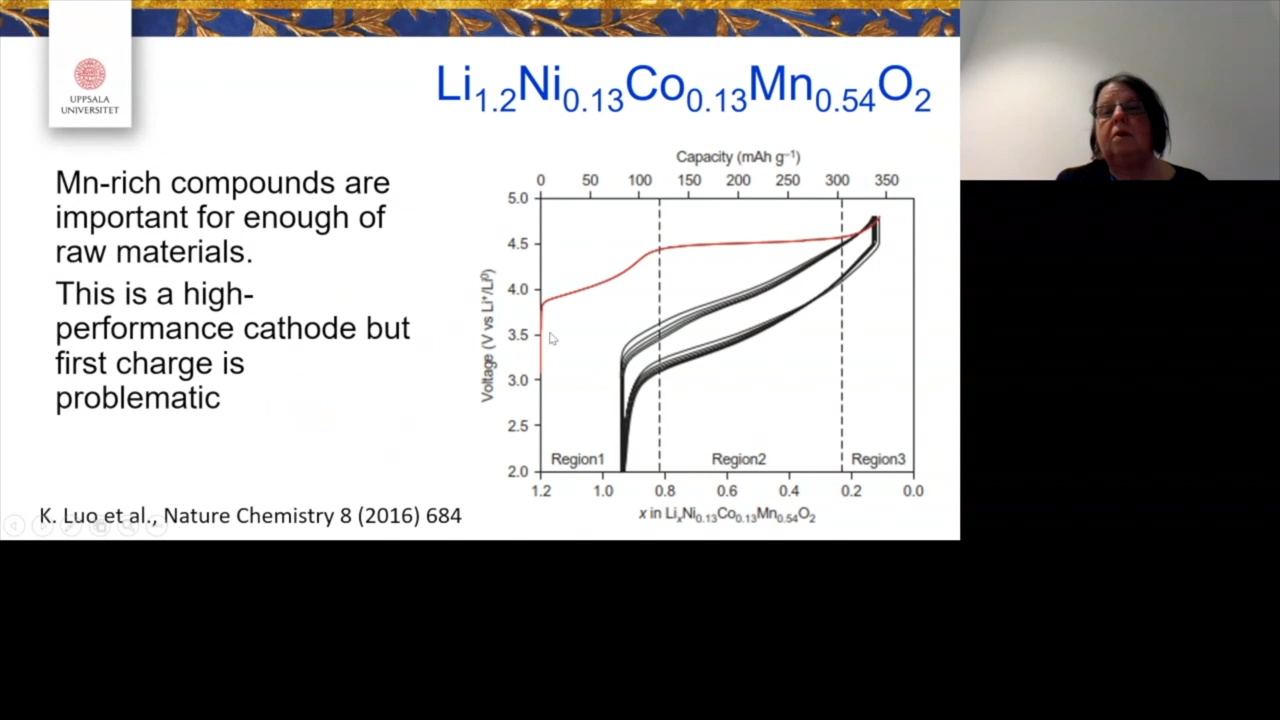 UPPSALA
UNIVERSITET
Li1.2Ni0.13Co0.13Mn0.54O2
Mn-rich compounds are
important for enough of
raw materials.
This is a high-
performance cathode but
first charge is
problematic
Capacity (mAh g–1)
0 50 100 150 200 250 300 350
Voltage (V vs Li+/Li0)
5.0
4.5
4.0
3.5
3.0
2.5
2.0
Region1 Region2 Region3
1.2 1.0 0.8 0.6 0.4 0.2 0.0
x in LixNi0.13Co0.13Mn0.54O2
K. Luo et al., Nature Chemistry 8 (2016) 684